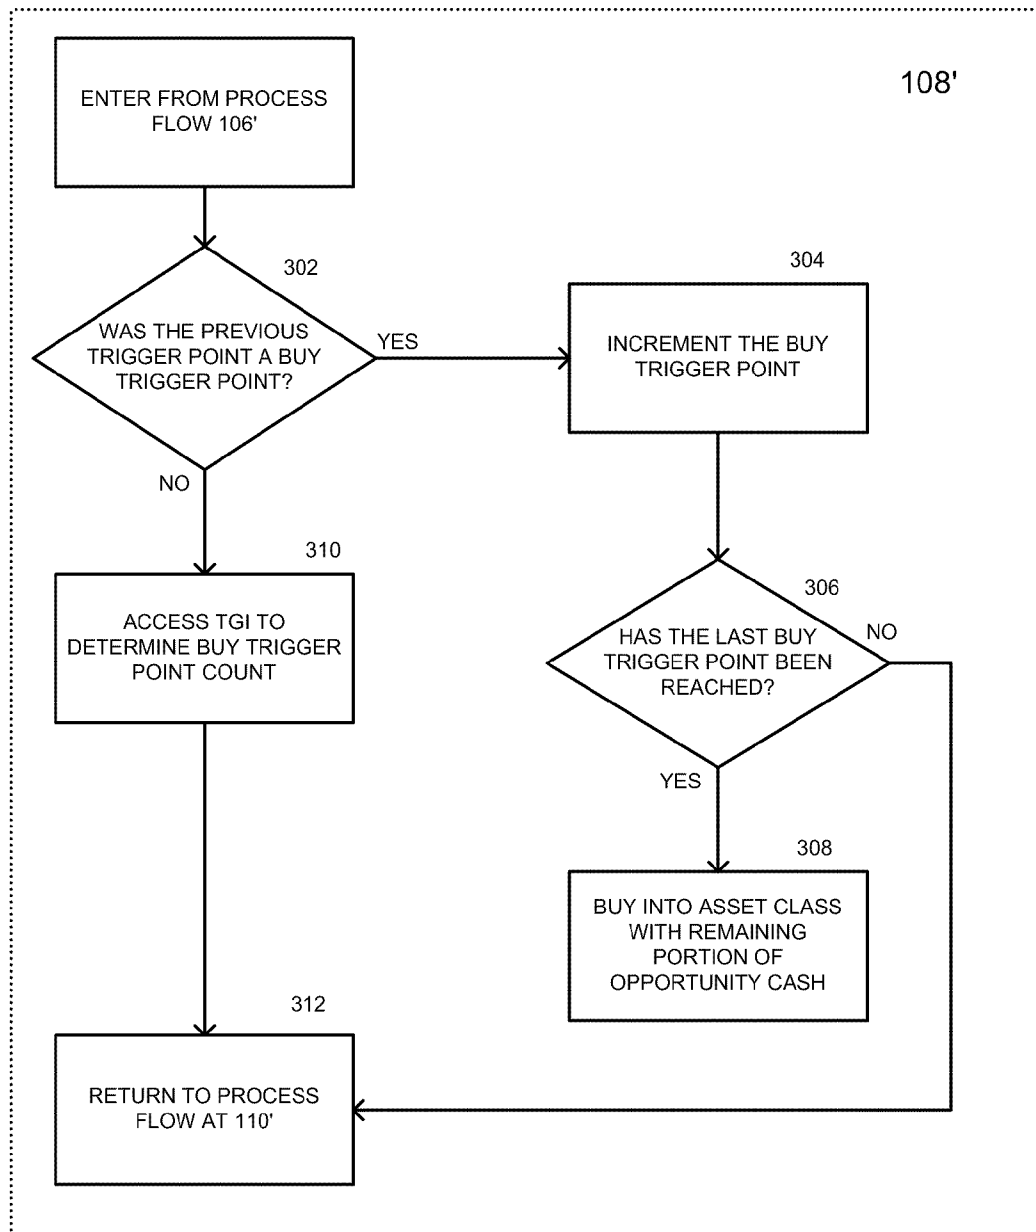 108'
ENTER FROM PROCESS
FLOW 106'
302
WAS THE PREVIOUS
TRIGGER POINT A BUY
TRIGGER POINT?
YES
NO
304
INCREMENT THE BUY
TRIGGER POINT
306
HAS THE LAST BUY
TRIGGER POINT BEEN
REACHED?
NO
YES
308
BUY INTO ASSET CLASS
WITH REMAINING
PORTION OF
OPPORTUNITY CASH
310
ACCESS TGI TO
DETERMINE BUY TRIGGER
POINT COUNT
312
RETURN TO PROCESS
FLOW AT 110'